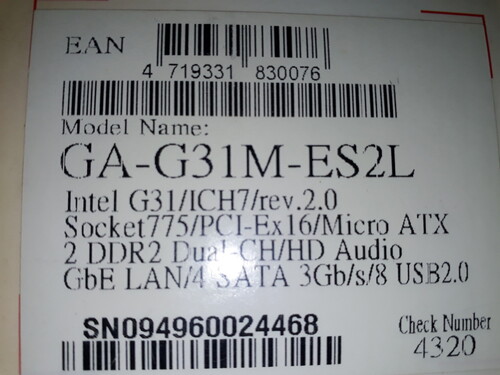 EAN
4 719331 830076
Model Name:
GA-G31M-ES2L
Intel G31/ICH7/rev.2.0
Socket775/PCI-Ex16/Micro ATX
2 DDR2 Dual-CH/HD Audio
GbE LAN/4 SATA 3Gb/s/8 USB2.0
SN094960024468
Check Number
4320